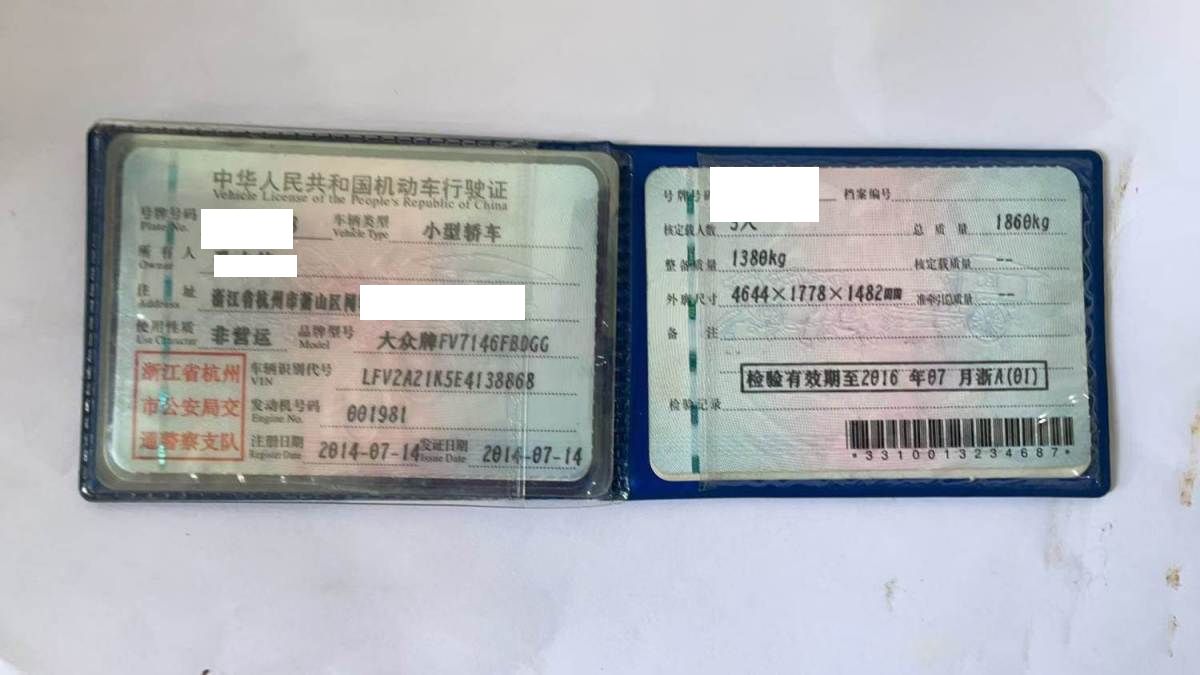 中华人民共和国机动车行驶证
Vehicle License of the People's Republic of China
号牌号码 车辆类型 小型轿车
Plate No. Vehicle Type
所有人
Owner
住址 浙江省杭州市萧山区
Address
使用性质 非营运 品牌型号 大众牌FV7146FBDGG
Use Character Model
浙江省杭州
市公安局交
通警察支队
车辆识别代号 LFV2A21K5E4138868
VIN
发动机号码 001981
Engine No.
注册日期 2014-07-14 发证日期 2014-07-14
Register Date Issue Date
号牌号码 档案编号
核定载人数 5人 总质量 1860kg
整备质量 1380kg 核定载质量 --
外廓尺寸 4644×1778×1482mm 准牵引总质量 --
备注
检验有效期至2016年07月浙A(01)
检验记录
*3310013234687*